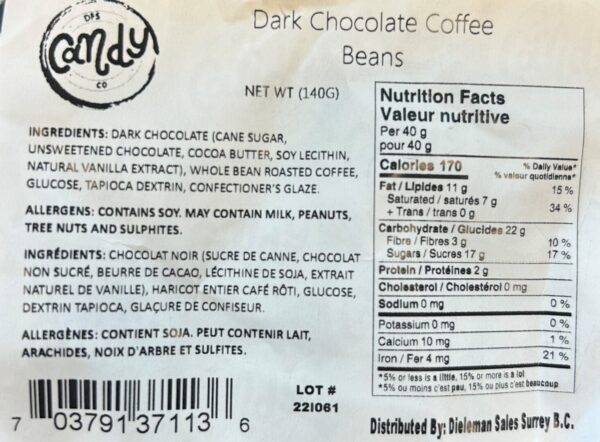 DFS
Candy
CO
Dark Chocolate Coffee
Beans
NET WT (140G)
INGREDIENTS: DARK CHOCOLATE (CANE SUGAR,
UNSWEETENED CHOCOLATE, COCOA BUTTER, SOY LECITHIN,
NATURAL VANILLA EXTRACT), WHOLE BEAN ROASTED COFFEE,
GLUCOSE, TAPIOCA DEXTRIN, CONFECTIONER'S GLAZE.
ALLERGENS: CONTAINS SOY. MAY CONTAIN MILK, PEANUTS,
TREE NUTS AND SULPHITES.
INGRÉDIENTS: CHOCOLAT NOIR (SUCRE DE CANNE, CHOCOLAT
NON SUCRÉ, BEURRE DE CACAO, LÉCITHINE DE SOJA, EXTRAIT
NATUREL DE VANILLE), HARICOT ENTIER CAFÉ RÔTI, GLUCOSE,
DEXTRIN TAPIOCA, GLAÇURE DE CONFISEUR.
ALLERGÈNES: CONTIENT SOJA. PEUT CONTENIR LAIT,
ARACHIDES, NOIX D'ARBRE ET SULFITES.
7 03791 37113 6
LOT #
22I061
Nutrition Facts
Valeur nutritive
Per 40 g
pour 40 g
Calories 170 % Daily Value*
% valeur quotidienne*
Fat / Lipides 11 g 15 %
Saturated / saturés 7 g
+ Trans / trans 0 g 34 %
Carbohydrate / Glucides 22 g
Fibre / Fibres 3 g 10 %
Sugars / Sucres 17 g 17 %
Protein / Protéines 2 g
Cholesterol / Cholestérol 0 mg
Sodium 0 mg 0 %
Potassium 0 mg 0 %
Calcium 10 mg 1 %
Iron / Fer 4 mg 21 %
*5% or less is a little, 15% or more is a lot
*5% ou moins c'est peu, 15% ou plus c'est beaucoup
Distributed By: Dieleman Sales Surrey B.C.